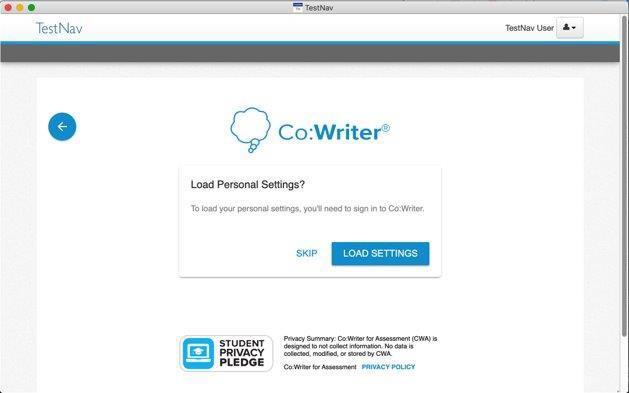 TestNav
TestNav
TestNav User
Co:Writer®
Load Personal Settings?
To load your personal settings, you'll need to sign in to Co:Writer.
SKIP LOAD SETTINGS
STUDENT
PRIVACY
PLEDGE
Privacy Summary: Co:Writer for Assessment (CWA) is
designed to not collect information. No data is
collected, modified, or stored by CWA.
Co:Writer for Assessment PRIVACY POLICY